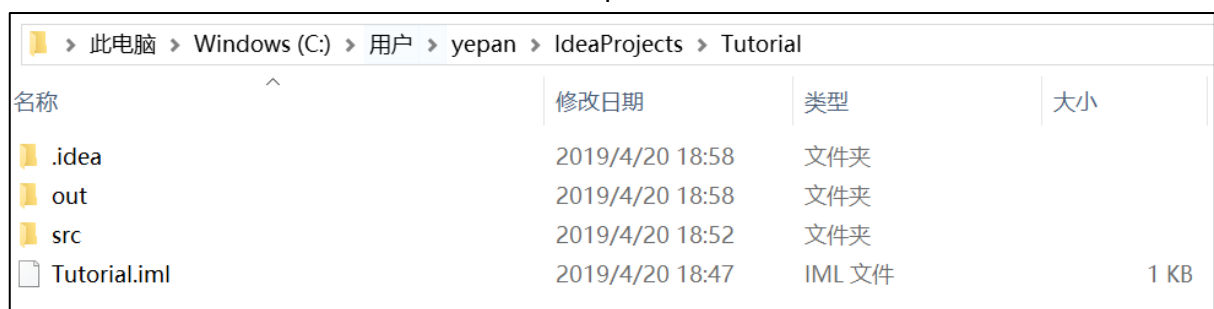 此电脑 > Windows (C:) > 用户 > yepan > IdeaProjects > Tutorial
名称 修改日期 类型 大小
.idea 2019/4/20 18:58 文件夹
out 2019/4/20 18:58 文件夹
src 2019/4/20 18:52 文件夹
Tutorial.iml 2019/4/20 18:47 IML 文件 1 KB